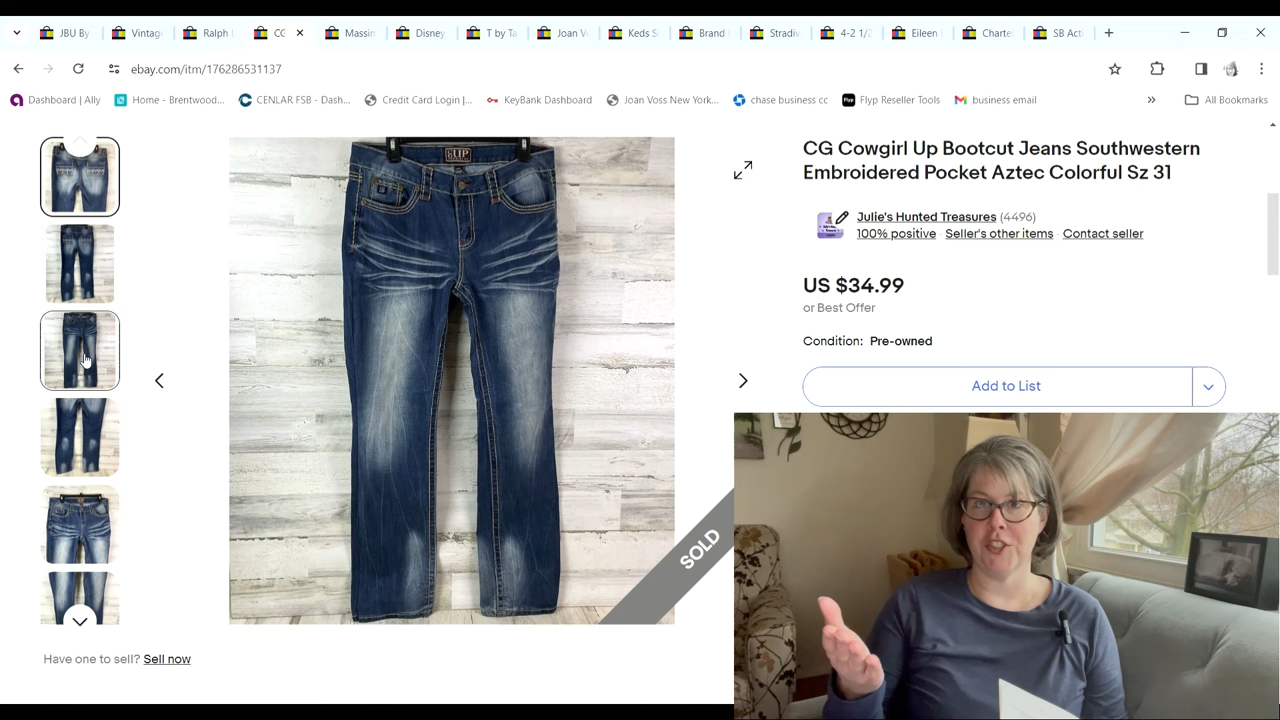 JBU By
Vintag
Ralph L
CG
Massin
Disney
T by Ta
Joan Vo
Keds S
Brand
Stradiv
4-2 1/2
Eileen
Charte
SB Acti
ebay.com/itm/176286531137
Dashboard | Ally
Home - Brentwood...
CENLAR FSB - Dash...
Credit Card Login |...
KeyBank Dashboard
Joan Voss New York...
chase business cc
Flyp Reseller Tools
business email
All Bookmarks
CG Cowgirl Up Bootcut Jeans Southwestern
Embroidered Pocket Aztec Colorful Sz 31
Julie's Hunted Treasures (4496)
100% positive Seller's other items Contact seller
US $34.99
or Best Offer
Condition: Pre-owned
Add to List
SOLD
Have one to sell? Sell now